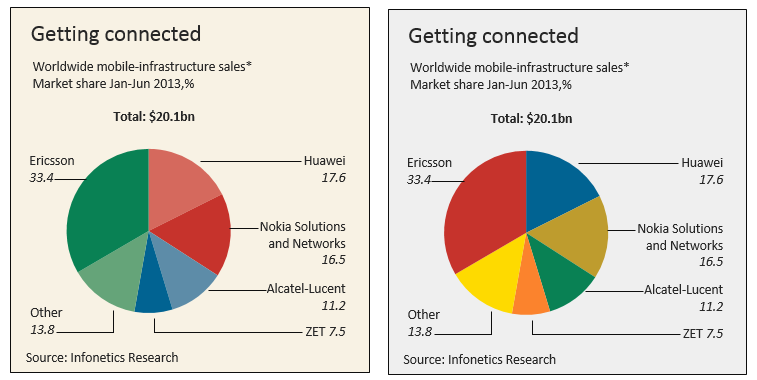 Getting connected
Worldwide mobile-infrastructure sales*
Market share Jan-Jun 2013,%
Total: $20.1bn
Ericsson
33.4
Huawei
17.6
Nokia Solutions
and Networks
16.5
Alcatel-Lucent
11.2
Other
13.8
ZET 7.5
Source: Infonetics Research
Getting connected
Worldwide mobile-infrastructure sales*
Market share Jan-Jun 2013,%
Total: $20.1bn
Ericsson
33.4
Huawei
17.6
Nokia Solutions
and Networks
16.5
Alcatel-Lucent
11.2
Other
13.8
ZET 7.5
Source: Infonetics Research